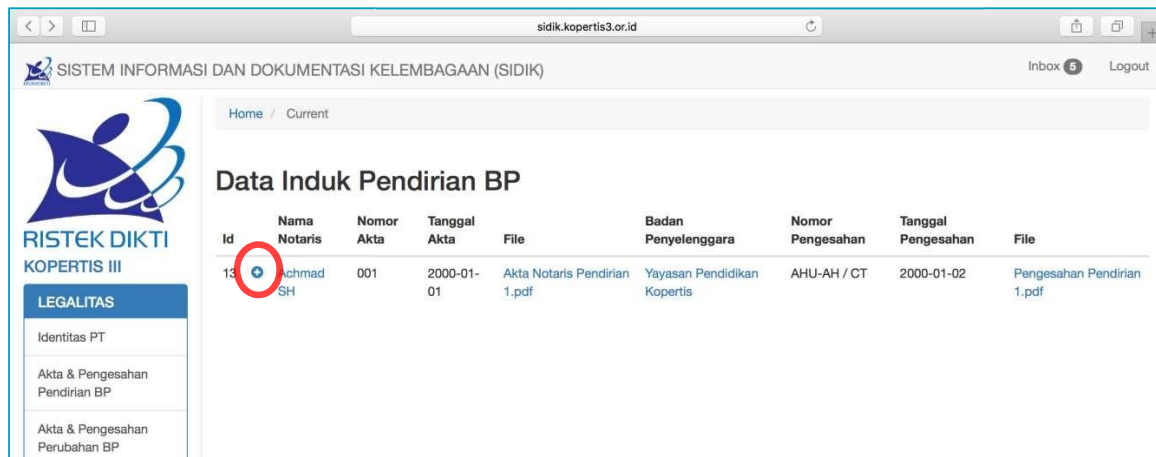 sidik.kopertis3.or.id
SISTEM INFORMASI DAN DOKUMENTASI KELEMBAGAAN (SIDIK)
Inbox 5
Logout
Home / Current
RISTEK DIKTI
KOPERTIS III
LEGALITAS
Identitas PT
Akta & Pengesahan
Pendirian BP
Akta & Pengesahan
Perubahan BP
Data Induk Pendirian BP
Id Nama Notaris Nomor Akta Tanggal Akta File Badan Penyelenggara Nomor Pengesahan Tanggal Pengesahan File
13 Achmad SH 001 2000-01-01 Akta Notaris Pendirian 1.pdf Yayasan Pendidikan Kopertis AHU-AH / CT 2000-01-02 Pengesahan Pendirian 1.pdf